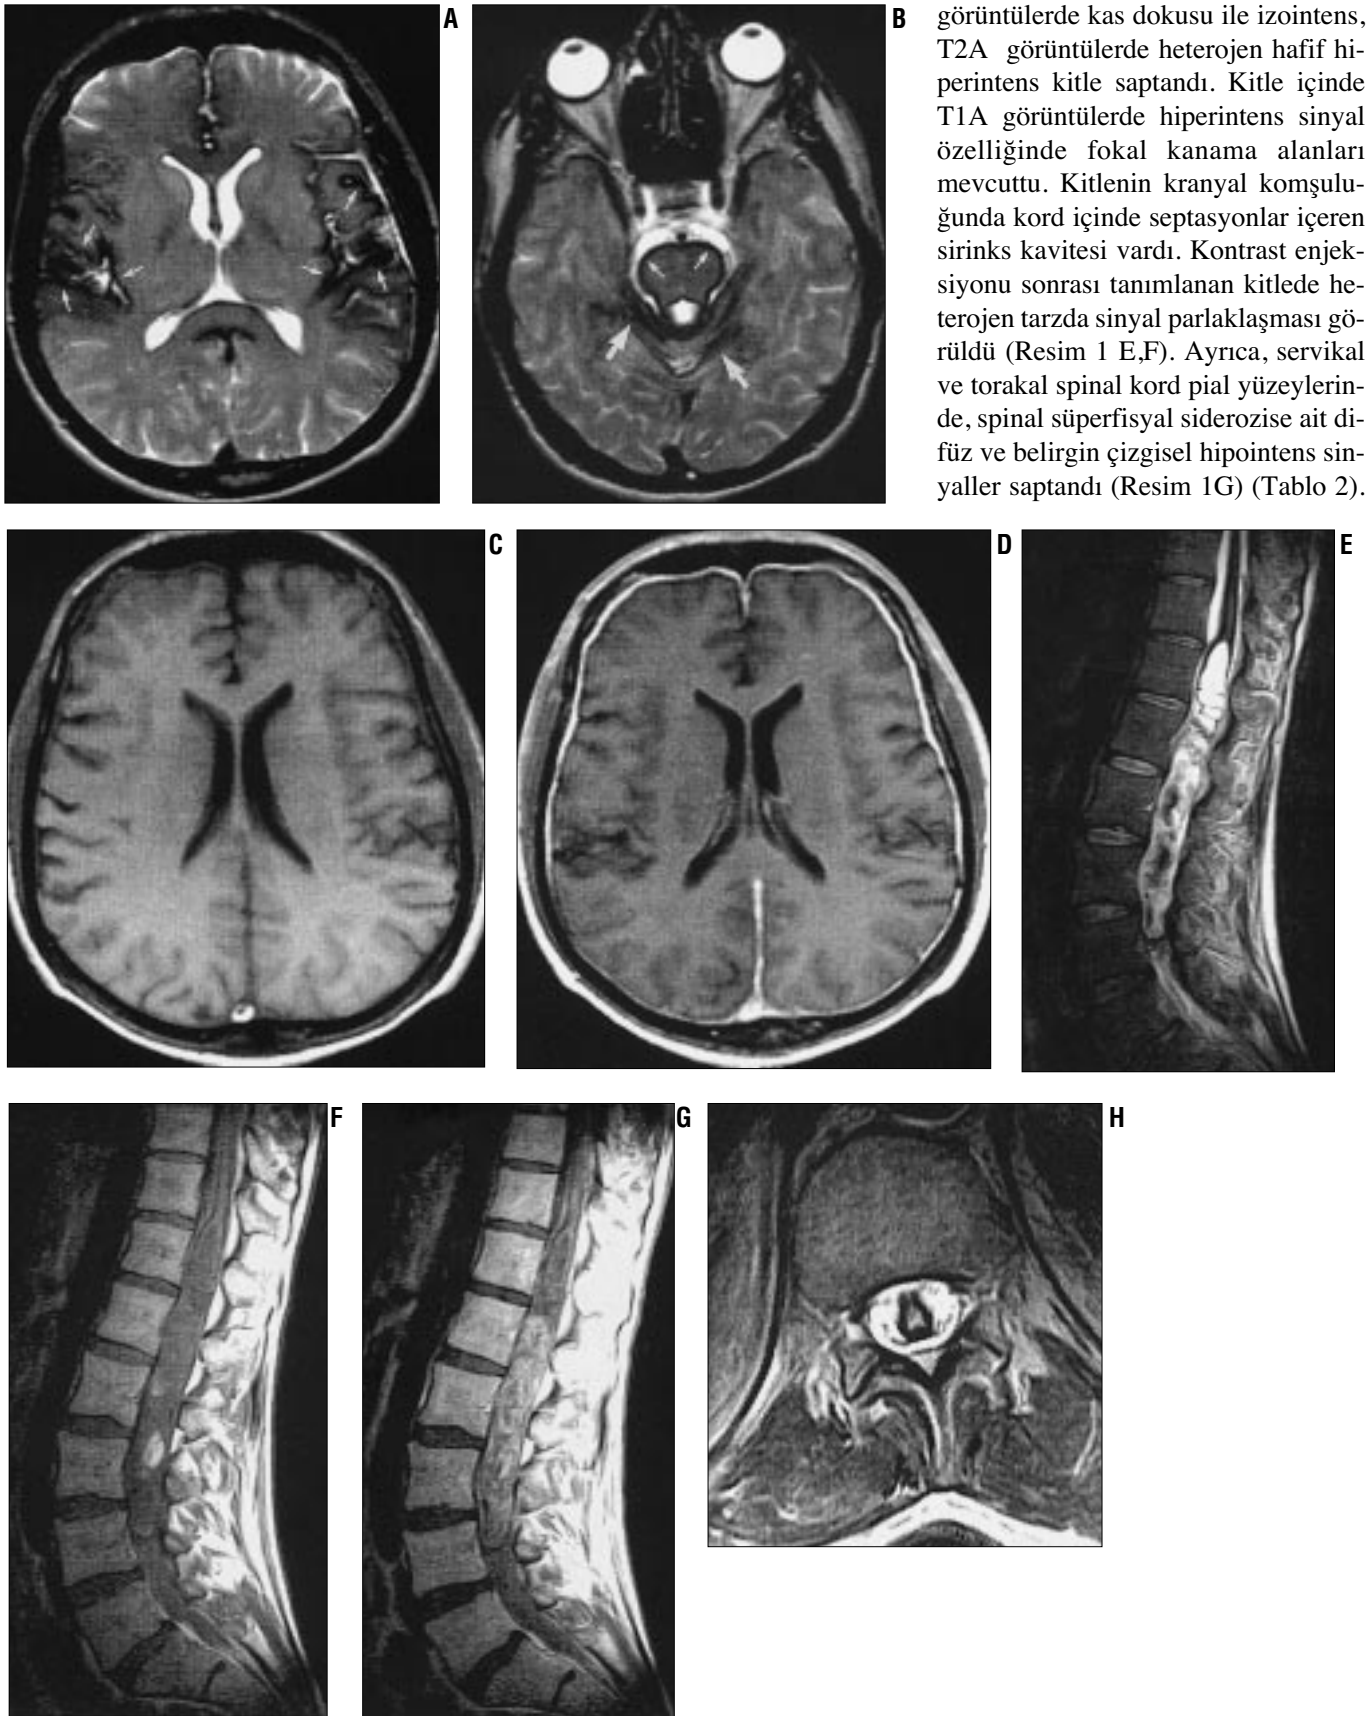 A
B
görüntülerde kas dokusu ile izointens,
T2A görüntülerde heterojen hafif hi-
perintens kitle saptandı. Kitle içinde
T1A görüntülerde hiperintens sinyal
özelliğinde fokal kanama alanları
mevcuttu. Kitlenin kranyal komşulu-
ğunda kord içinde septasyonlar içeren
sirinks kavitesi vardı. Kontrast enjek-
siyonu sonrası tanımlanan kitlede he-
terojen tarzda sinyal parlaklaşması gö-
rüldü (Resim 1 E,F). Ayrıca, servikal
ve torakal spinal kord pial yüzeylerin-
de, spinal süperfisyal siderozise ait di-
füz ve belirgin çizgisel hipointens sin-
yaller saptandı (Resim 1G) (Tablo 2).
C
D
E
F
G
H